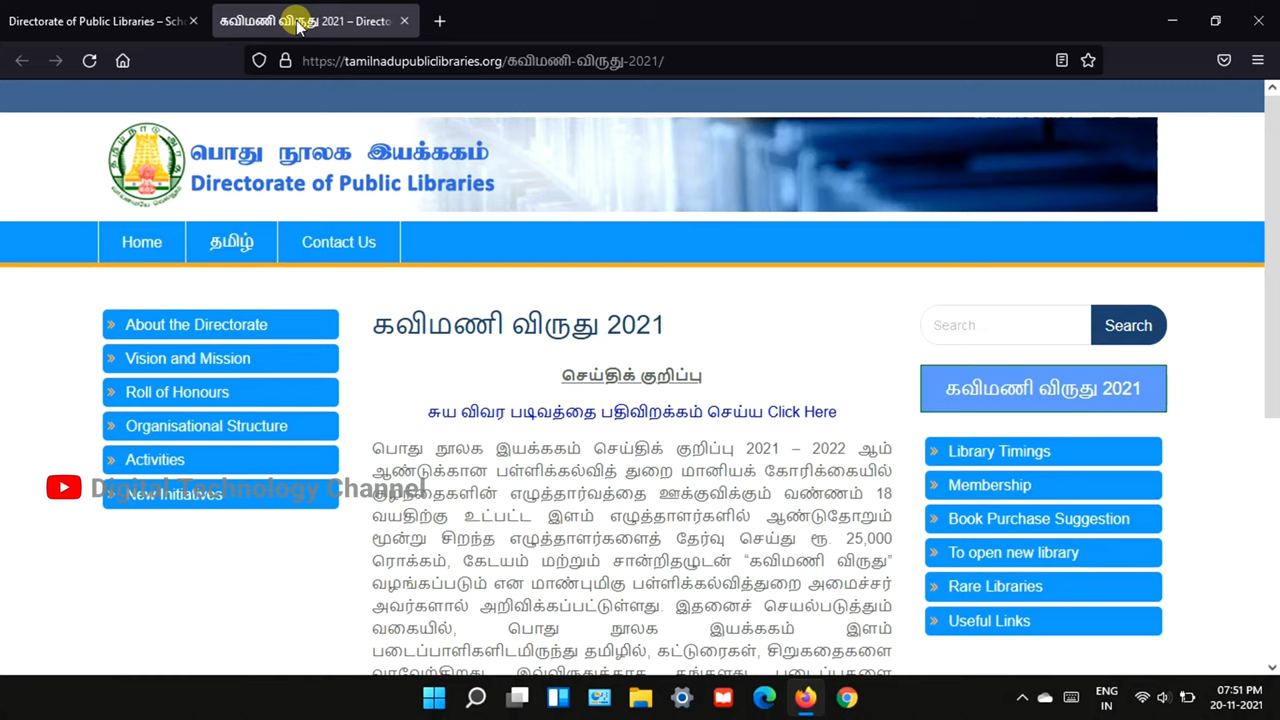 Directorate of Public Libraries – Sch
கவிமணி விருது 2021 – Directo
https://tamilnadupubliclibraries.org/கவிமணி-விருது-2021/
பொது நூலக இயக்ககம்
Directorate of Public Libraries
Home
தமிழ்
Contact Us
About the Directorate
Vision and Mission
Roll of Honours
Organisational Structure
Activities
New Initiatives
Digital Technology Channel
கவிமணி விருது 2021
செய்திக் குறிப்பு
சுய விவர படிவத்தை பதிவிறக்கம் செய்ய Click Here
பொது நூலக இயக்ககம் செய்திக் குறிப்பு 2021 – 2022 ஆம்
ஆண்டுக்கான பள்ளிக்கல்வித் துறை மானியக் கோரிக்கையில்
குழந்தைகளின் எழுத்தார்வத்தை ஊக்குவிக்கும் வண்ணம் 18
வயதிற்கு உட்பட்ட இளம் எழுத்தாளர்களில் ஆண்டுதோறும்
மூன்று சிறந்த எழுத்தாளர்களைத் தேர்வு செய்து ரூ. 25,000
ரொக்கம், கேடயம் மற்றும் சான்றிதழுடன் “கவிமணி விருது”
வழங்கப்படும் என மாண்புமிகு பள்ளிக்கல்வித்துறை அமைச்சர்
அவர்களால் அறிவிக்கப்பட்டுள்ளது. இதனைச் செயல்படுத்தும்
வகையில், பொது நூலக இயக்ககம் இளம்
படைப்பாளிகளிடமிருந்து தமிழில், கட்டுரைகள், சிறுகதைகளை
Search...
Search
கவிமணி விருது 2021
Library Timings
Membership
Book Purchase Suggestion
To open new library
Rare Libraries
Useful Links
ENG
IN
07:51 PM
20-11-2021